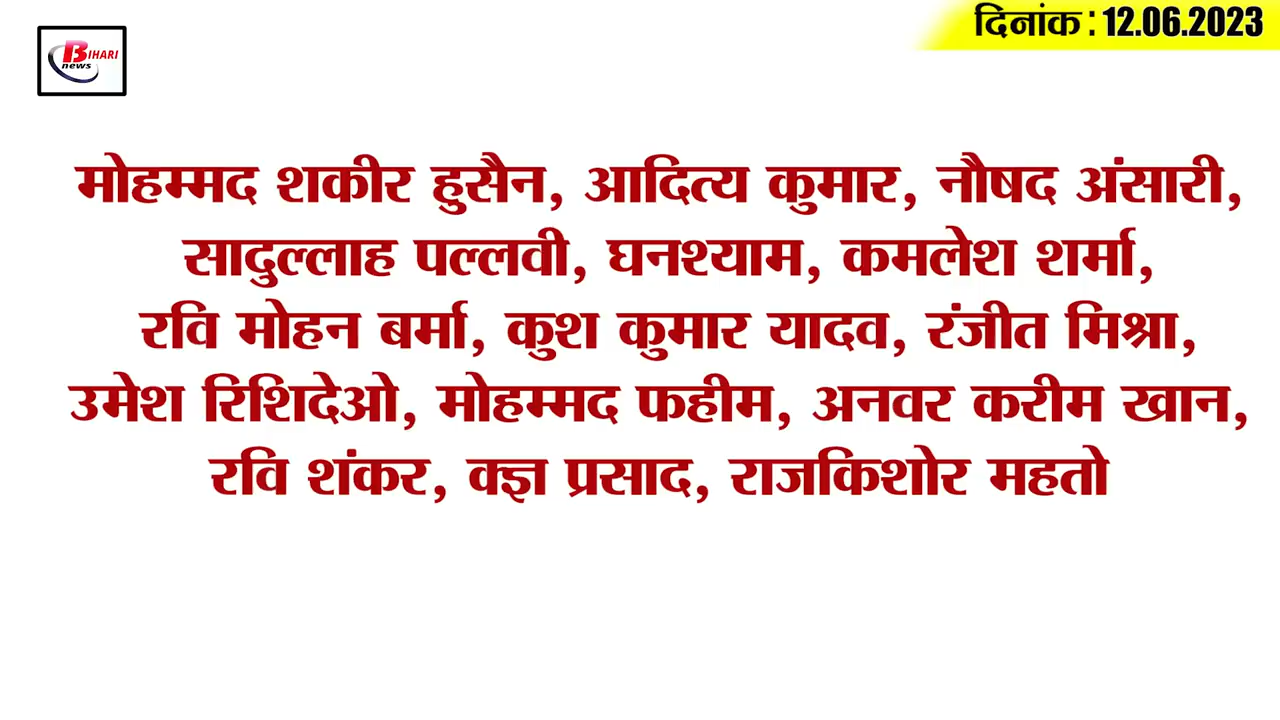 BIHARI
news
दिनांक : 12.06.2023
मोहम्मद शकीर हुसैन, आदित्य कुमार, नौषद अंसारी,
सादुल्लाह पल्लवी, घनश्याम, कमलेश शर्मा,
रवि मोहन बर्मा, कुश कुमार यादव, रंजीत मिश्रा,
उमेश रिशिदेओ, मोहम्मद फहीम, अनवर करीम खान,
रवि शंकर, क्ज्ञ प्रसाद, राजकिशोर महतो